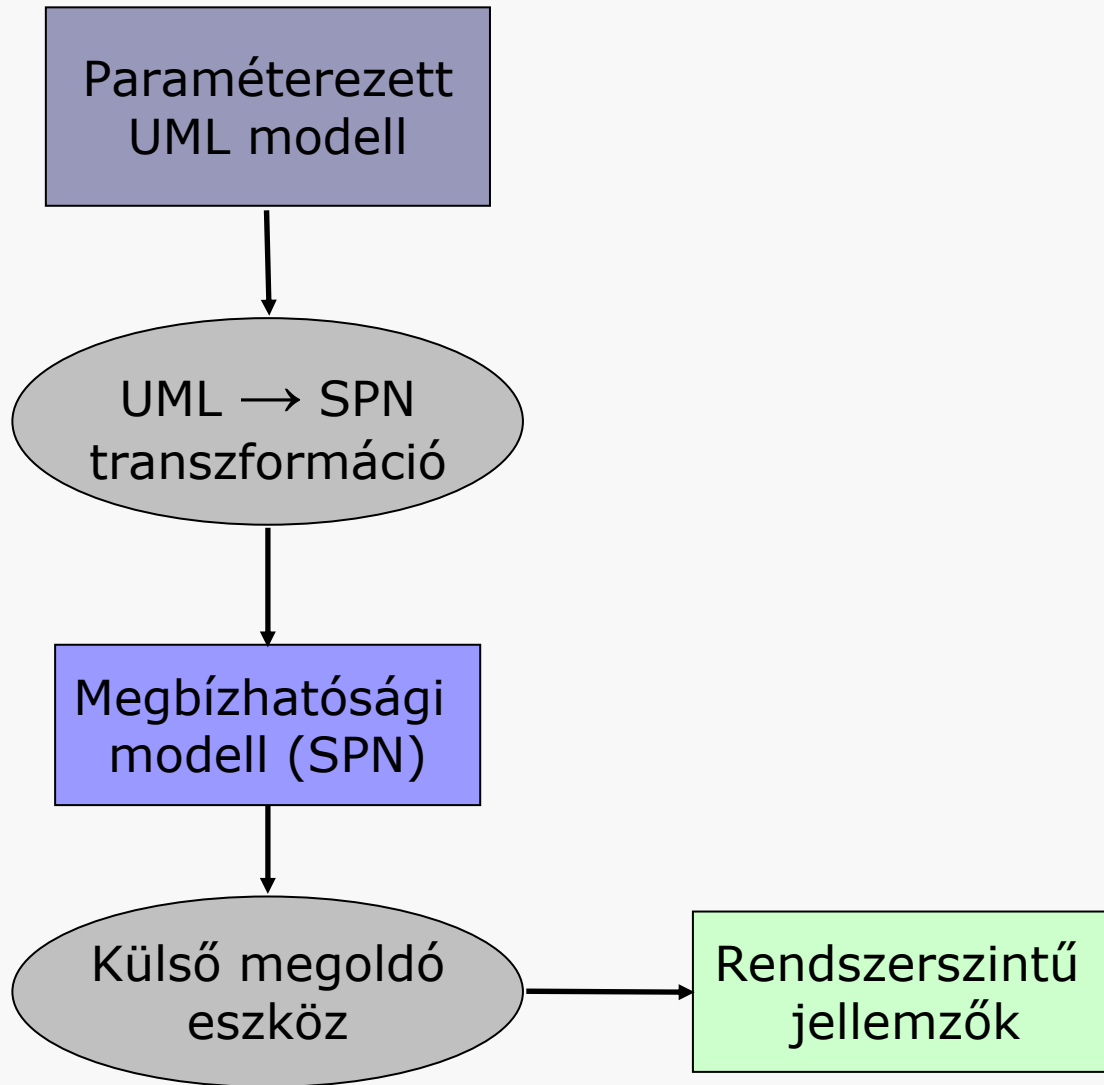 Paraméterezett
UML modell
UML → SPN
transzformáció
Megbízhatósági
modell (SPN)
Külső megoldó
eszköz
Rendszerszintű
jellemzők